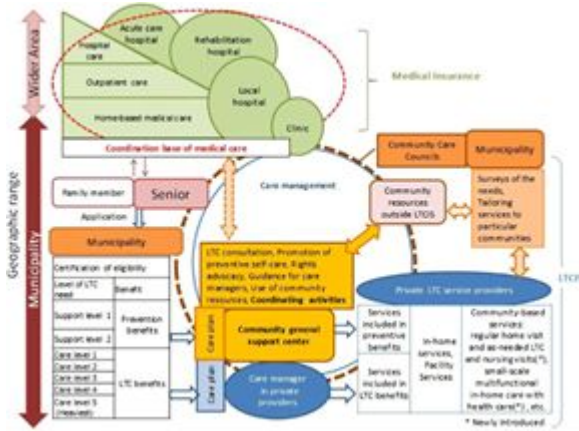 Wider Area
Geographic range
Municipality
Acute care
hospital
Rehabilitation
hospital
Hospital
care
Outpatient care
Local
hospital
Home-based medical care
Clinic
Coordination base of medical care
Medical Insurance
Family member
Senior
Application
Care management
Community Care
Councils
Municipality
Surveys of the
needs,
Tailoring
services to
particular
communities
Community
resources
outside LTCIS
Municipality
Certification of eligibility
Level of LTC
need
Benefit
Support level 1
Support level 2
Prevention
benefits
Care level 1
Care level 2
Care level 3
Care level 4
Care level 5
(Heaviest)
LTC benefits
LTC consultation, Promotion of
preventive self-care, Rights
advocacy, Guidance for care
managers, Use of community
resources, Coordinating activities
Care plan
Community general
support center
Care plan
Care manager
in private
providers
Private LTC service providers
Services
included in
preventive
benefits
Services
included in
LTC benefits
In-home
services,
Facility
Services
Community-based
services:
regular home visit
and as-needed LTC
and nursing visits(*),
small-scale
multifunctional
in-home care with
health care(*), etc.
* Newly Introduced